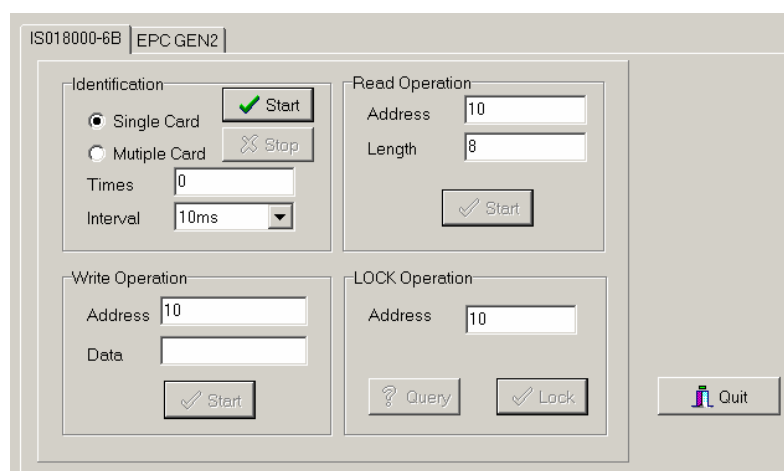 IS018000-6B EPC GEN2
Identification
Start
Single Card
Stop
Mutiple Card
Times 0
Interval 10ms
Read Operation
Address 10
Length 8
Start
Write Operation
Address 10
Data
Start
LOCK Operation
Address 10
Query Lock
Quit